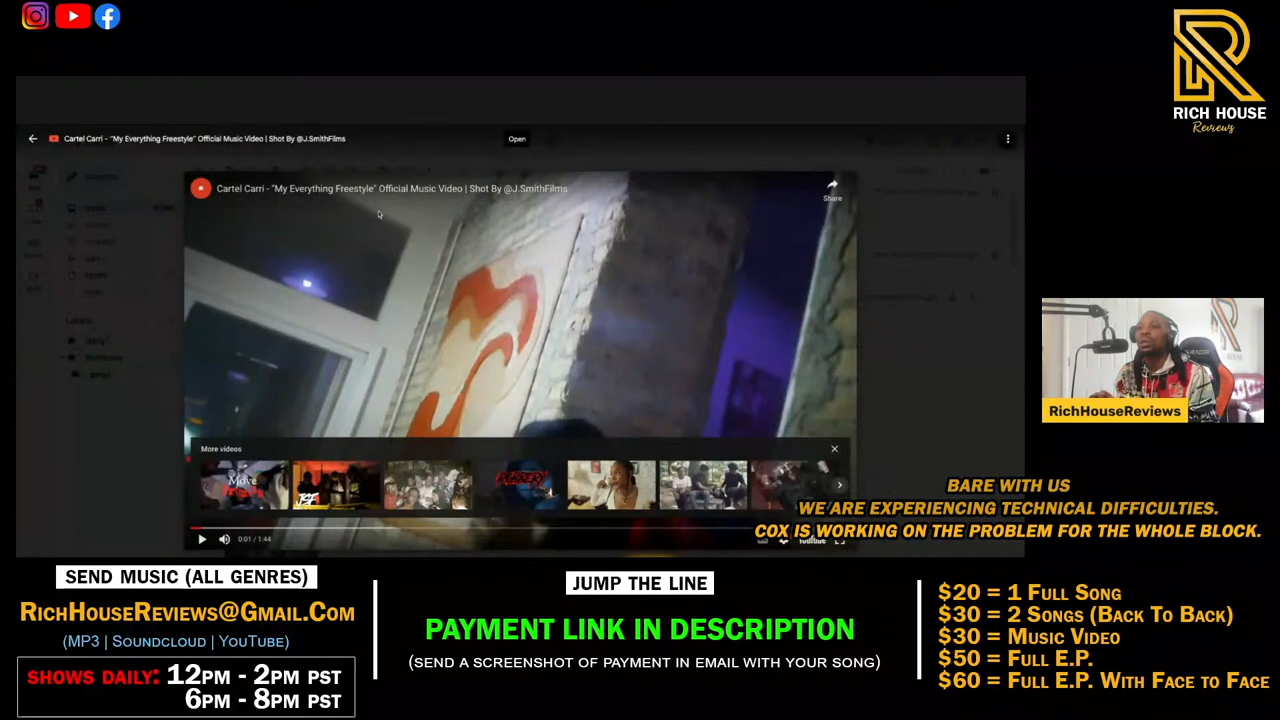 RICH HOUSE
Reviews
Cartel Carri - "My Everything Freestyle" Official Music Video | Shot By @J.SmithFilms
Open
Cartel Carri - "My Everything Freestyle" Official Music Video | Shot By @J.SmithFilms
Share
RichHouseReviews
More videos
Move
0:01 / 1:44
YouTube
BARE WITH US
WE ARE EXPERIENCING TECHNICAL DIFFICULTIES.
COX IS WORKING ON THE PROBLEM FOR THE WHOLE BLOCK.
SEND MUSIC (ALL GENRES)
RICHHOUSEREVIEWS@GMAIL.COM
(MP3 | SOUNDCLOUD | YOUTUBE)
SHOWS DAILY: 12PM - 2PM PST
6PM - 8PM PST
JUMP THE LINE
PAYMENT LINK IN DESCRIPTION
(SEND A SCREENSHOT OF PAYMENT IN EMAIL WITH YOUR SONG)
$20 = 1 FULL SONG
$30 = 2 SONGS (BACK TO BACK)
$30 = MUSIC VIDEO
$50 = FULL E.P.
$60 = FULL E.P. WITH FACE TO FACE